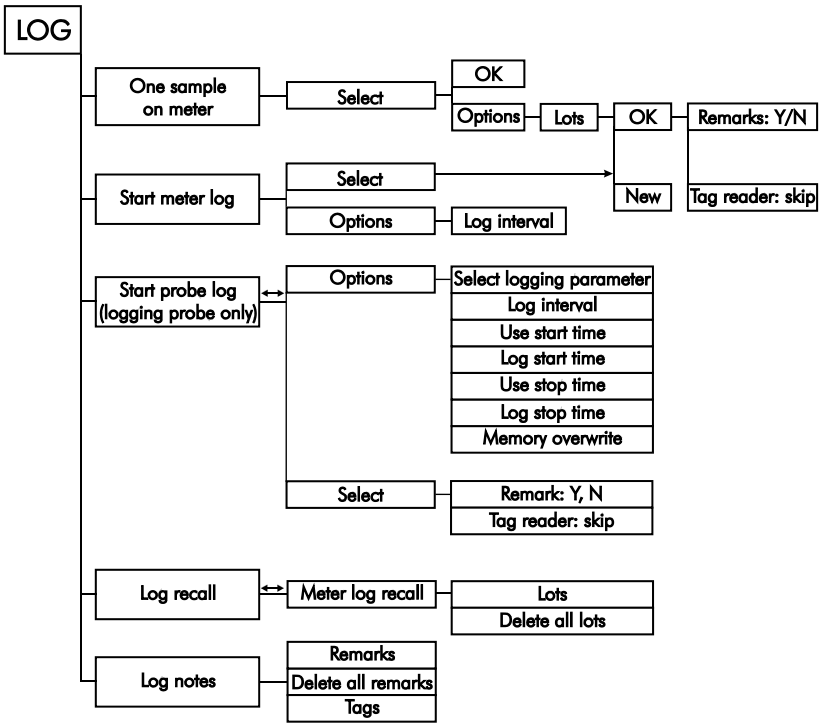 LOG
One sample
on meter
Select
OK
Options
Lots
OK
Remarks: Y/N
New
Tag reader: skip
Start meter log
Select
Options
Log interval
Start probe log
(logging probe only)
Options
Select logging parameter
Log interval
Use start time
Log start time
Use stop time
Log stop time
Memory overwrite
Select
Remark: Y, N
Tag reader: skip
Log recall
Meter log recall
Lots
Delete all lots
Log notes
Remarks
Delete all remarks
Tags